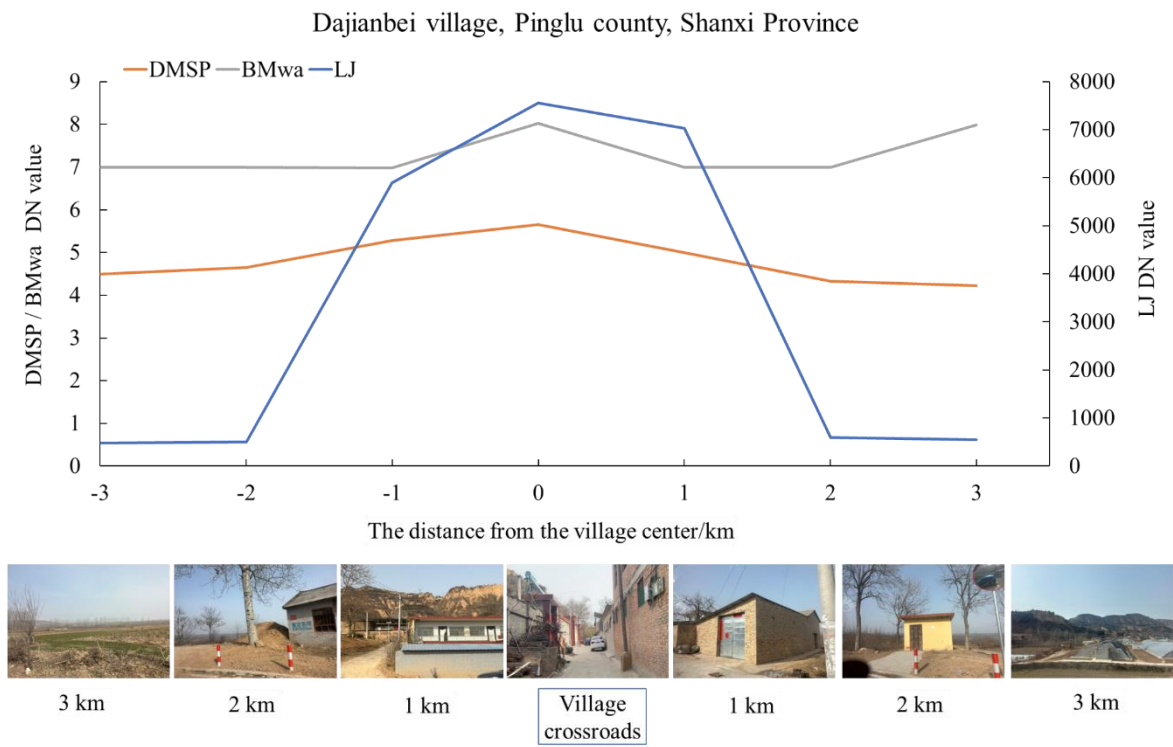 Dajianbei village, Pinglu county, Shanxi Province
DMSP BMwa LJ
9
8
7
6
5
4
3
2
1
0
DMSP / BMwa DN value
8000
7000
6000
5000
4000
3000
2000
1000
0
LJ DN value
-3 -2 -1 0 1 2 3
The distance from the village center/km
3 km 2 km 1 km Village 1 km 2 km 3 km
crossroads